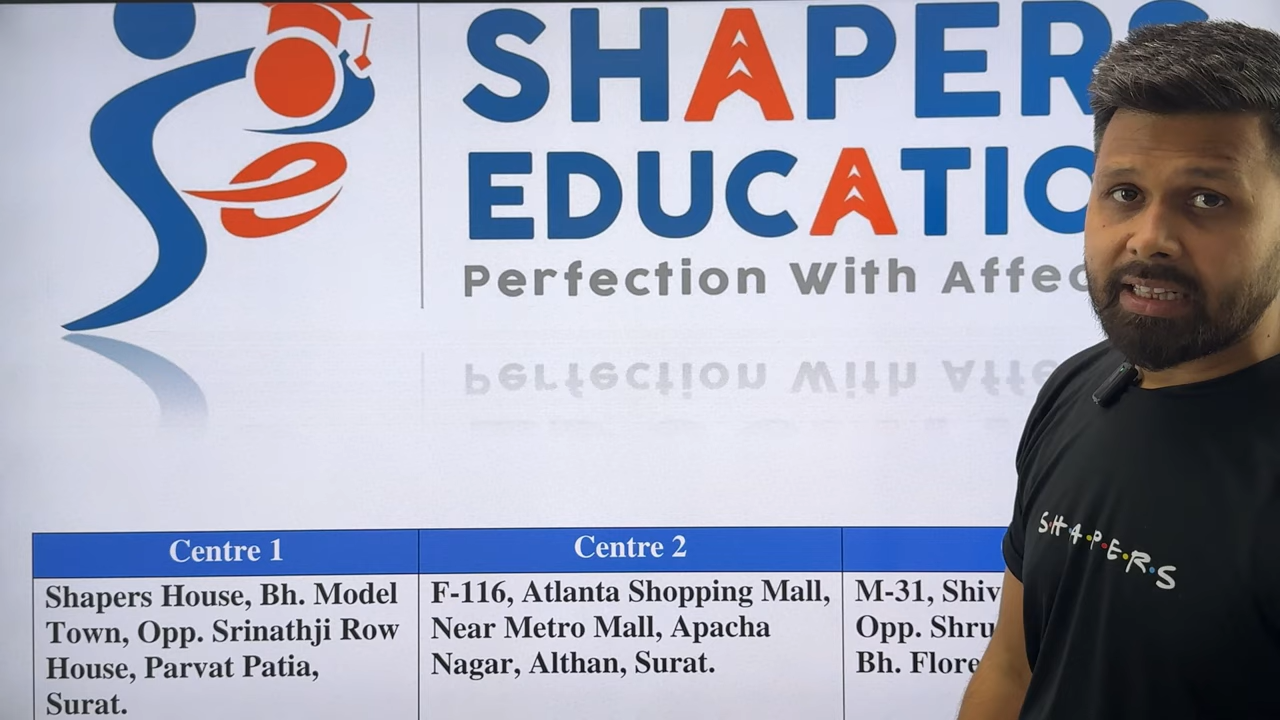 SHAPERS
EDUCATIO
Perfection With Affec
Perfection With Affe
Centre 1
Shapers House, Bh. Model
Town, Opp. Srinathji Row
House, Parvat Patia,
Surat.
Centre 2
F-116, Atlanta Shopping Mall,
Near Metro Mall, Apacha
Nagar, Althan, Surat.
M-31, Shiv
Opp. Shru
Bh. Flore
S·H·A·P·E·R·S